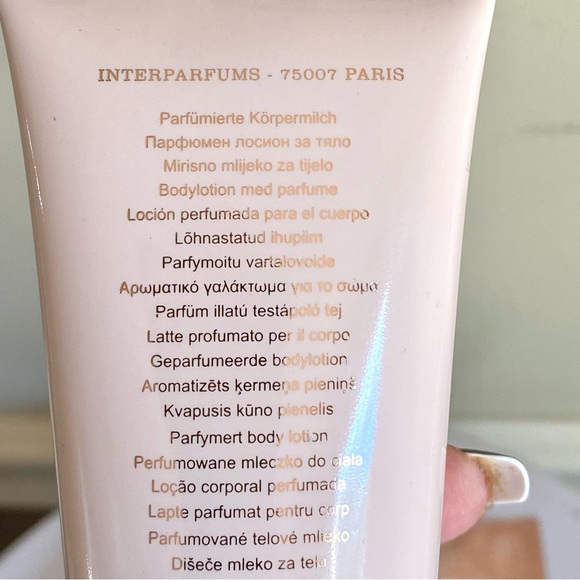 INTERPARFUMS - 75007 PARIS
Parfümierte Körpermilch
Парфюмен лосион за тяло
Mirisno mlijeko za tijelo
Bodylotion med parfume
Loción perfumada para el cuerpo
Lõhnastatud ihupiim
Parfymoitu vartalovoide
Αρωματικό γαλάκτωμα για το σώμα
Parfüm illatú testápoló tej
Latte profumato per il corpo
Geparfumeerde bodylotion
Aromatizēts ķermeņa pieniņš
Kvapusis kūno pienelis
Parfymert body lotion
Perfumowane mleczko do ciała
Loção corporal perfumada
Lapte parfumat pentru corp
Parfumované telové mlieko
Dišeče mleko za telo